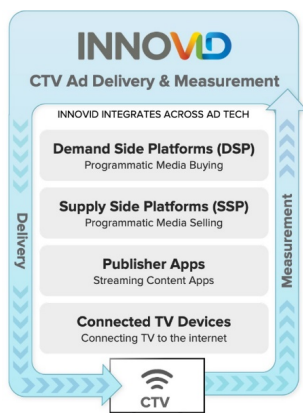 INNOVID
CTV Ad Delivery & Measurement
INNOVID INTEGRATES ACROSS AD TECH
Demand Side Platforms (DSP)
Programmatic Media Buying
Supply Side Platforms (SSP)
Programmatic Media Selling
Delivery
Measurement
Publisher Apps
Streaming Content Apps
Connected TV Devices
Connecting TV to the internet
CTV